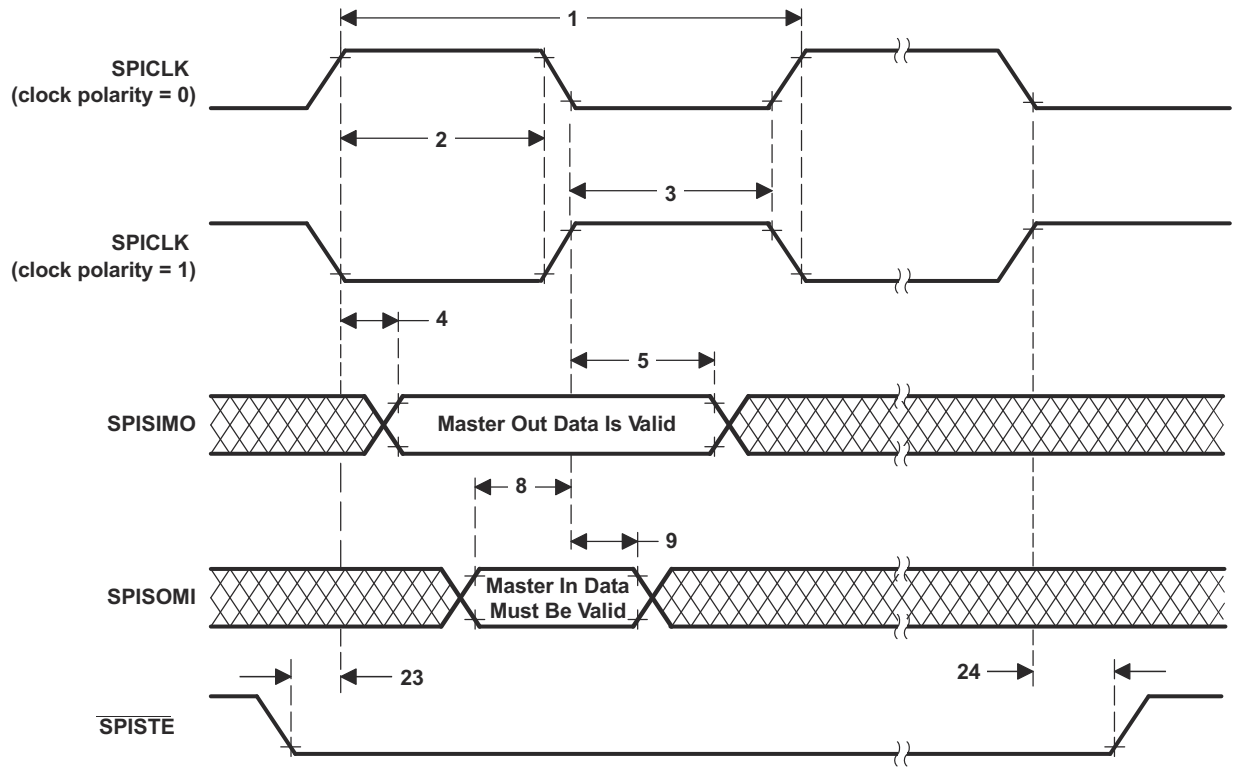 1
SPICLK
(clock polarity = 0)
2
3
SPICLK
(clock polarity = 1)
4
5
SPISIMO
Master Out Data Is Valid
8
9
SPISOMI
Master In Data
Must Be Valid
23
24
SPISTE